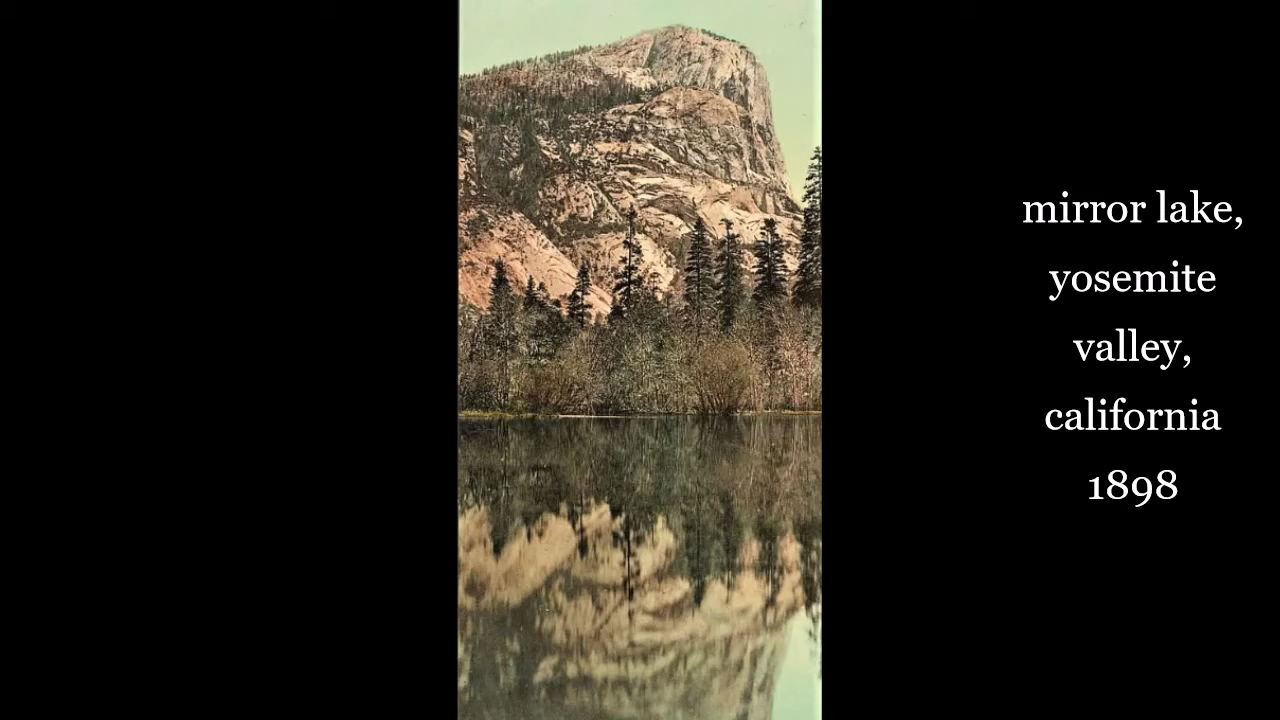 mirror lake,
yosemite
valley,
california
1898